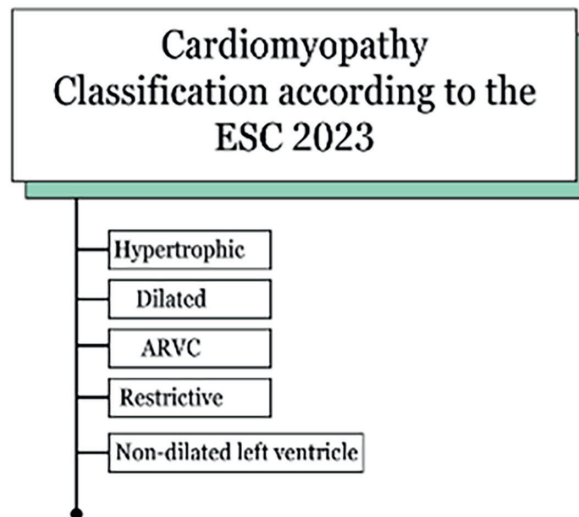 Cardiomyopathy
Classification according to the
ESC 2023
Hypertrophic
Dilated
ARVC
Restrictive
Non-dilated left ventricle